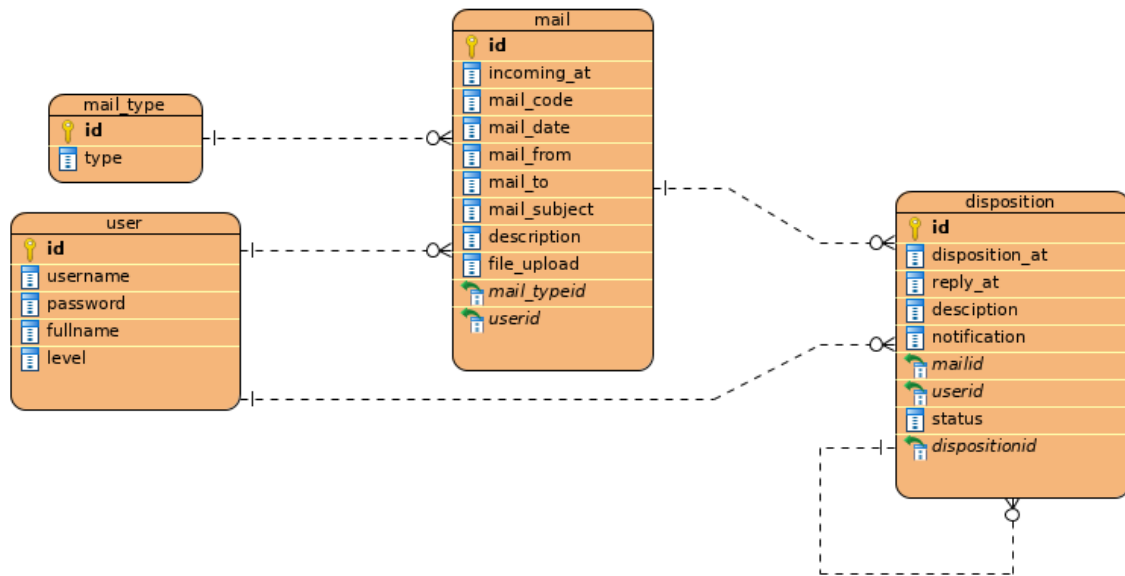 mail_type
id
type
user
id
username
password
fullname
level
mail
id
incoming_at
mail_code
mail_date
mail_from
mail_to
mail_subject
description
file_upload
mail_typeid
userid
disposition
id
disposition_at
reply_at
desciption
notification
mailid
userid
status
dispositionid